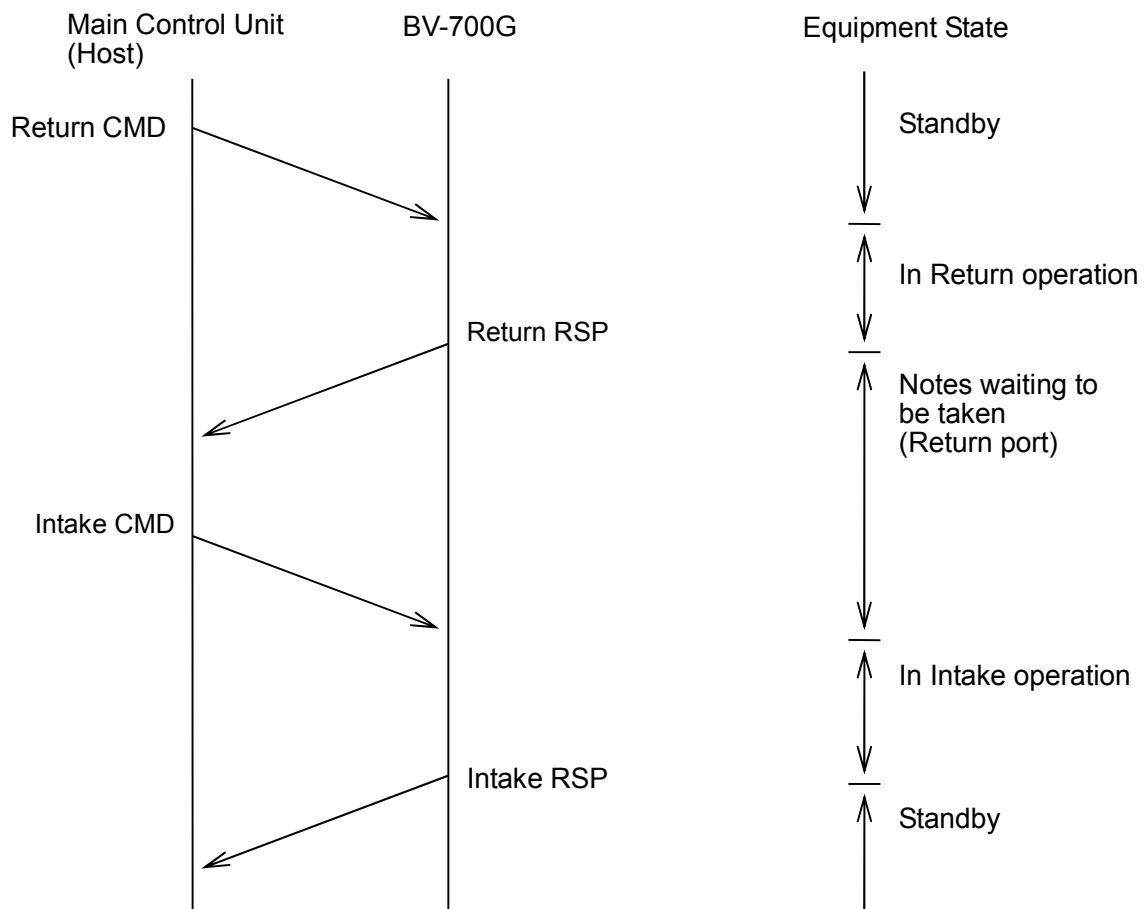 Main Control Unit
(Host)
BV-700G
Equipment State
Return CMD
Standby
In Return operation
Return RSP
Notes waiting to
be taken
(Return port)
Intake CMD
In Intake operation
Intake RSP
Standby